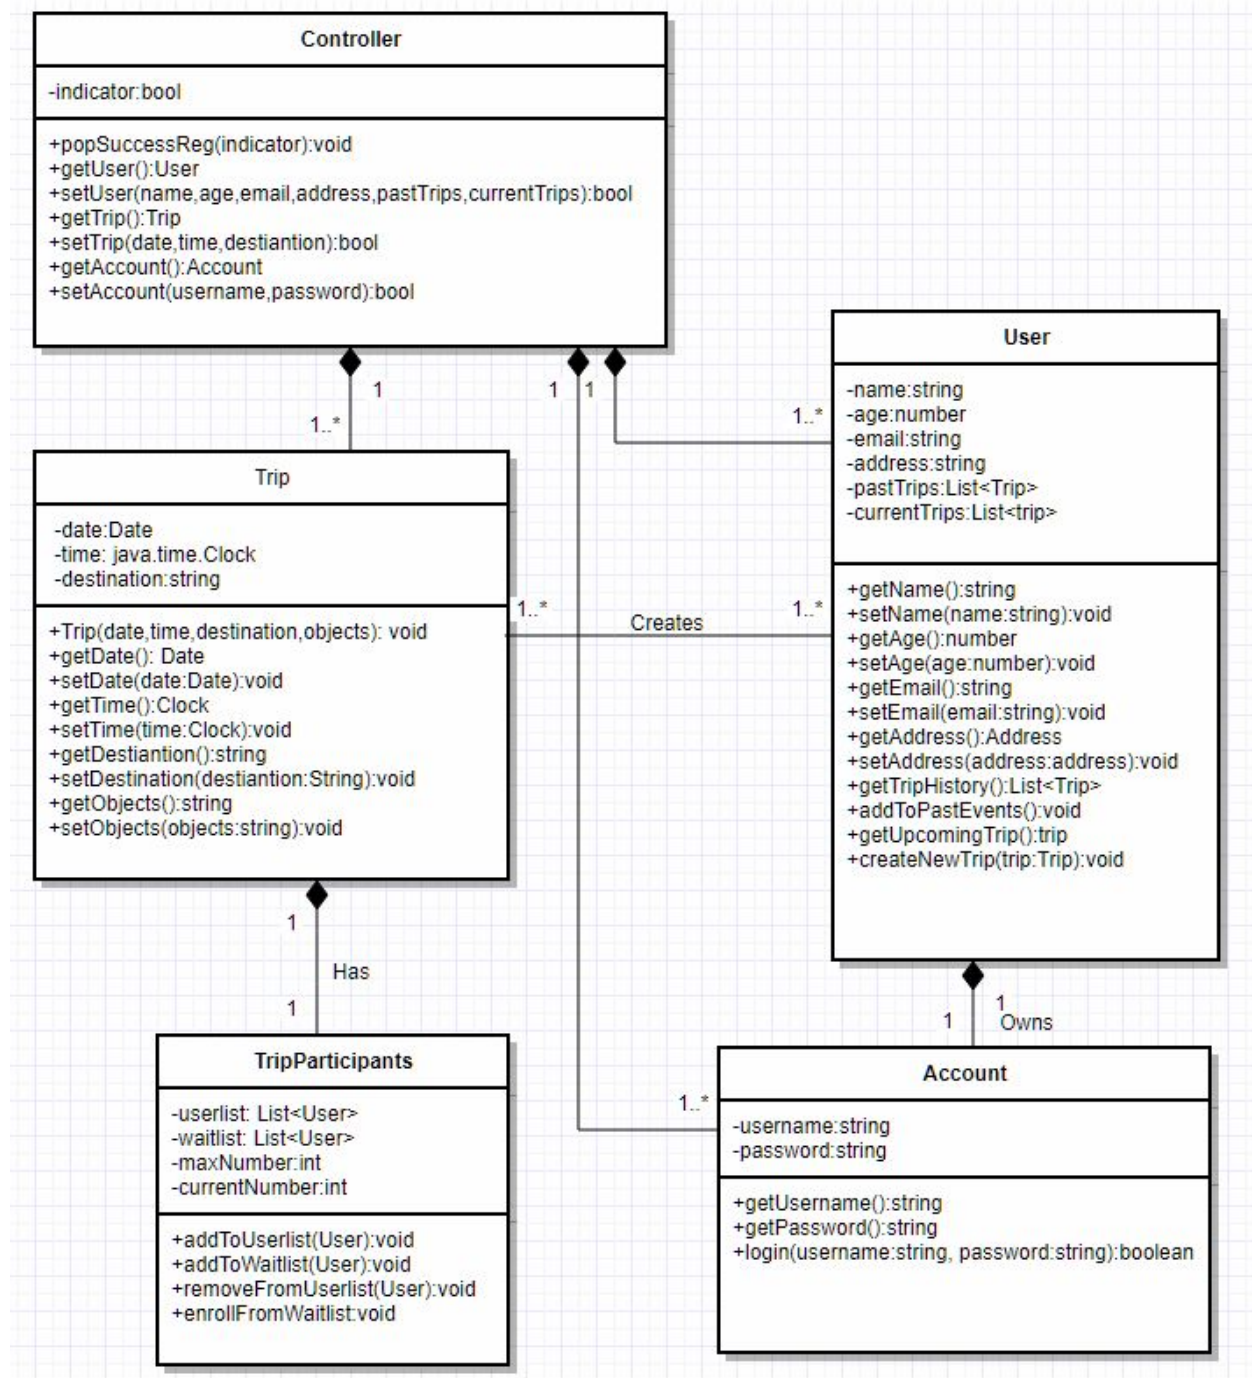 Controller
-indicator:bool
+popSuccessReg(indicator):void
+getUser():User
+setUser(name,age,email,address,pastTrips,currentTrips):bool
+getTrip():Trip
+setTrip(date,time,destiantion):bool
+getAccount():Account
+setAccount(username,password):bool
1
1..*
1
1
1..*
User
-name:string
-age:number
-email:string
-address:string
-pastTrips:List<Trip>
-currentTrips:List<trip>
+getName():string
+setName(name:string):void
+getAge():number
+setAge(age:number):void
+getEmail():string
+setEmail(email:string):void
+getAddress():Address
+setAddress(address:address):void
+getTripHistory():List<Trip>
+addToPastEvents():void
+getUpcomingTrip():trip
+createNewTrip(trip:Trip):void
Trip
-date:Date
-time: java.time.Clock
-destination:string
+Trip(date,time,destination,objects): void
+getDate(): Date
+setDate(date:Date):void
+getTime():Clock
+setTime(time:Clock):void
+getDestiantion():string
+setDestination(destiantion:String):void
+getObjects():string
+setObjects(objects:string):void
1..*
Creates
1..*
1
Has
1
1
1
Owns
TripParticipants
-userlist: List<User>
-waitlist: List<User>
-maxNumber:int
-currentNumber:int
+addToUserlist(User):void
+addToWaitlist(User):void
+removeFromUserlist(User):void
+enrollFromWaitlist:void
1..*
Account
-username:string
-password:string
+getUsername():string
+getPassword():string
+login(username:string, password:string):boolean